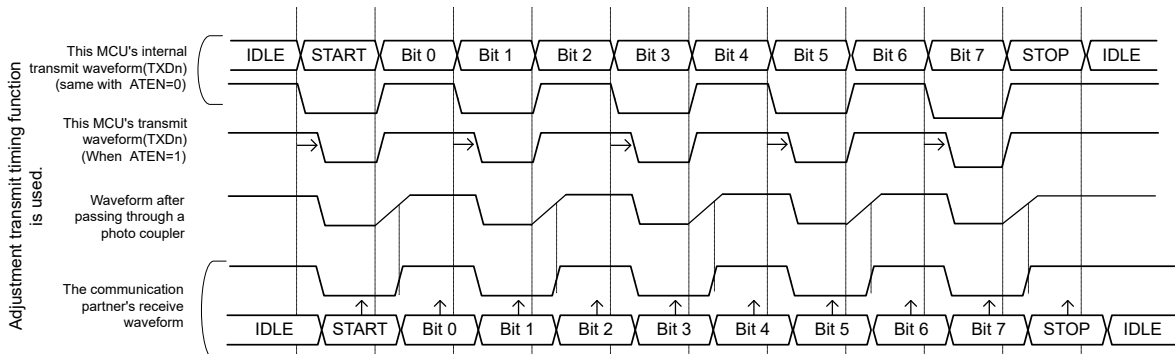 Adjustment transmit timing function
is used.
This MCU's internal
transmit waveform(TXDn)
(same with ATEN=0)
IDLE START Bit 0 Bit 1 Bit 2 Bit 3 Bit 4 Bit 5 Bit 6 Bit 7 STOP IDLE
This MCU's transmit
waveform(TXDn)
(When ATEN=1)
Waveform after
passing through a
photo coupler
The communication
partner's receive
waveform
IDLE START Bit 0 Bit 1 Bit 2 Bit 3 Bit 4 Bit 5 Bit 6 Bit 7 STOP IDLE